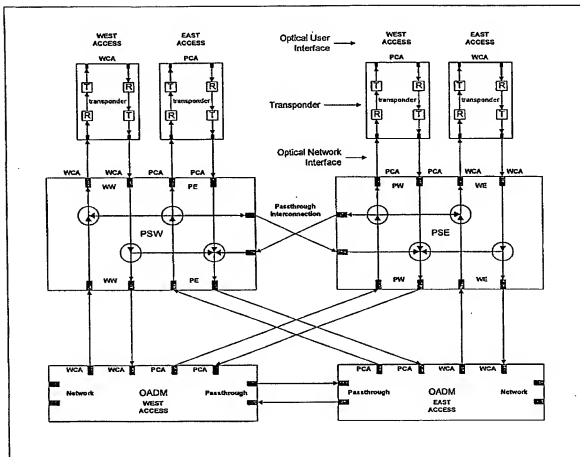 WEST ACCESS
EAST ACCESS
Optical User Interface
WEST ACCESS
EAST ACCESS
WCA
PCA
PCA
WCA
T R
T R
T R
T R
transponder
transponder
Transponder
transponder
transponder
R T
R T
R T
R T
Optical Network Interface
WCA WCA PCA PCA
PCA PCA WCA WCA
WW PE
PW WE
Passthrough Interconnection
PSW
PSE
WW PE
PW WE
WCA WCA PCA PCA
PCA PCA WCA WCA
Network OADM Passthrough
WEST ACCESS
Passthrough OADM Network
EAST ACCESS